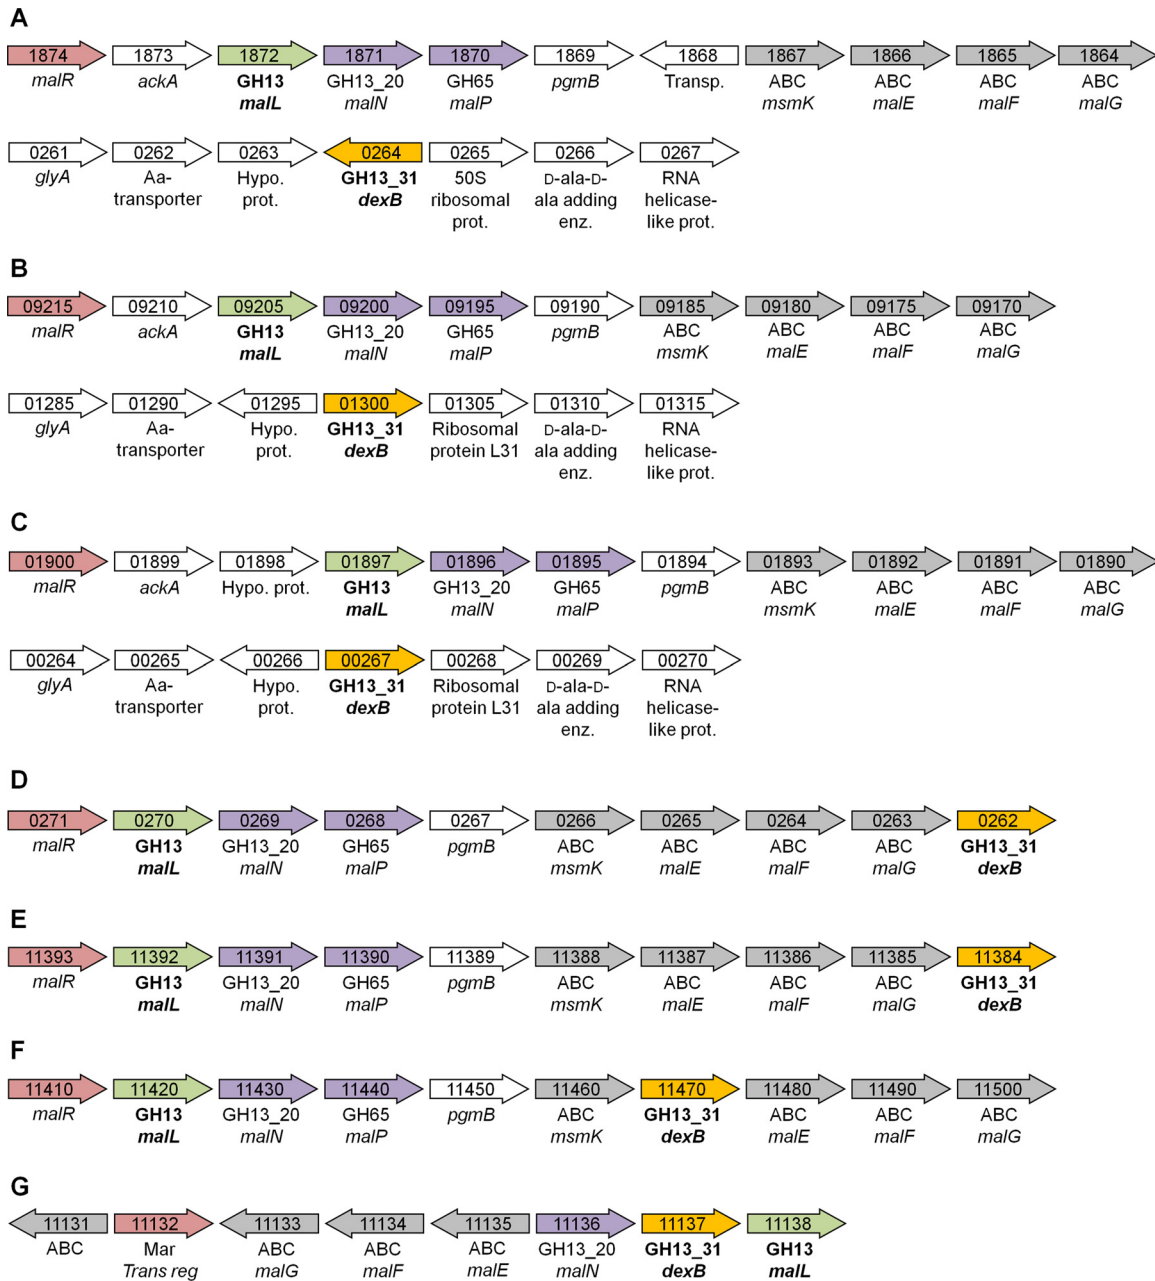 A
1874 1873 1872 1871 1870 1869 1868 1867 1866 1865 1864
malR ackA GH13 GH13_20 GH65 pgmB Transp. ABC ABC ABC ABC
malL malN malP msmK malE malF malG
0261 0262 0263 0264 0265 0266 0267
glyA Aa- Hypo. GH13_31 50S D-ala-D- RNA
transporter prot. dexB ribosomal ala adding helicase-
prot. enz. like prot.
B
09215 09210 09205 09200 09195 09190 09185 09180 09175 09170
malR ackA GH13 GH13_20 GH65 pgmB ABC ABC ABC ABC
malL malN malP msmK malE malF malG
01285 01290 01295 01300 01305 01310 01315
glyA Aa- Hypo. GH13_31 Ribosomal D-ala-D- RNA
transporter prot. dexB protein L31 ala adding helicase-
enz. like prot.
C
01900 01899 01898 01897 01896 01895 01894 01893 01892 01891 01890
malR ackA Hypo. prot. GH13 GH13_20 GH65 pgmB ABC ABC ABC ABC
malL malN malP msmK malE malF malG
00264 00265 00266 00267 00268 00269 00270
glyA Aa- Hypo. GH13_31 Ribosomal D-ala-D- RNA
transporter prot. dexB protein L31 ala adding helicase-
enz. like prot.
D
0271 0270 0269 0268 0267 0266 0265 0264 0263 0262
malR GH13 GH13_20 GH65 pgmB ABC ABC ABC ABC GH13_31
malL malN malP msmK malE malF malG dexB
E
11393 11392 11391 11390 11389 11388 11387 11386 11385 11384
malR GH13 GH13_20 GH65 pgmB ABC ABC ABC ABC GH13_31
malL malN malP msmK malE malF malG dexB
F
11410 11420 11430 11440 11450 11460 11470 11480 11490 11500
malR GH13 GH13_20 GH65 pgmB ABC GH13_31 ABC ABC ABC
malL malN malP msmK dexB malE malF malG
G
11131 11132 11133 11134 11135 11136 11137 11138
ABC Mar ABC ABC ABC GH13_20 GH13_31 GH13
Trans reg malG malF malE malN dexB malL